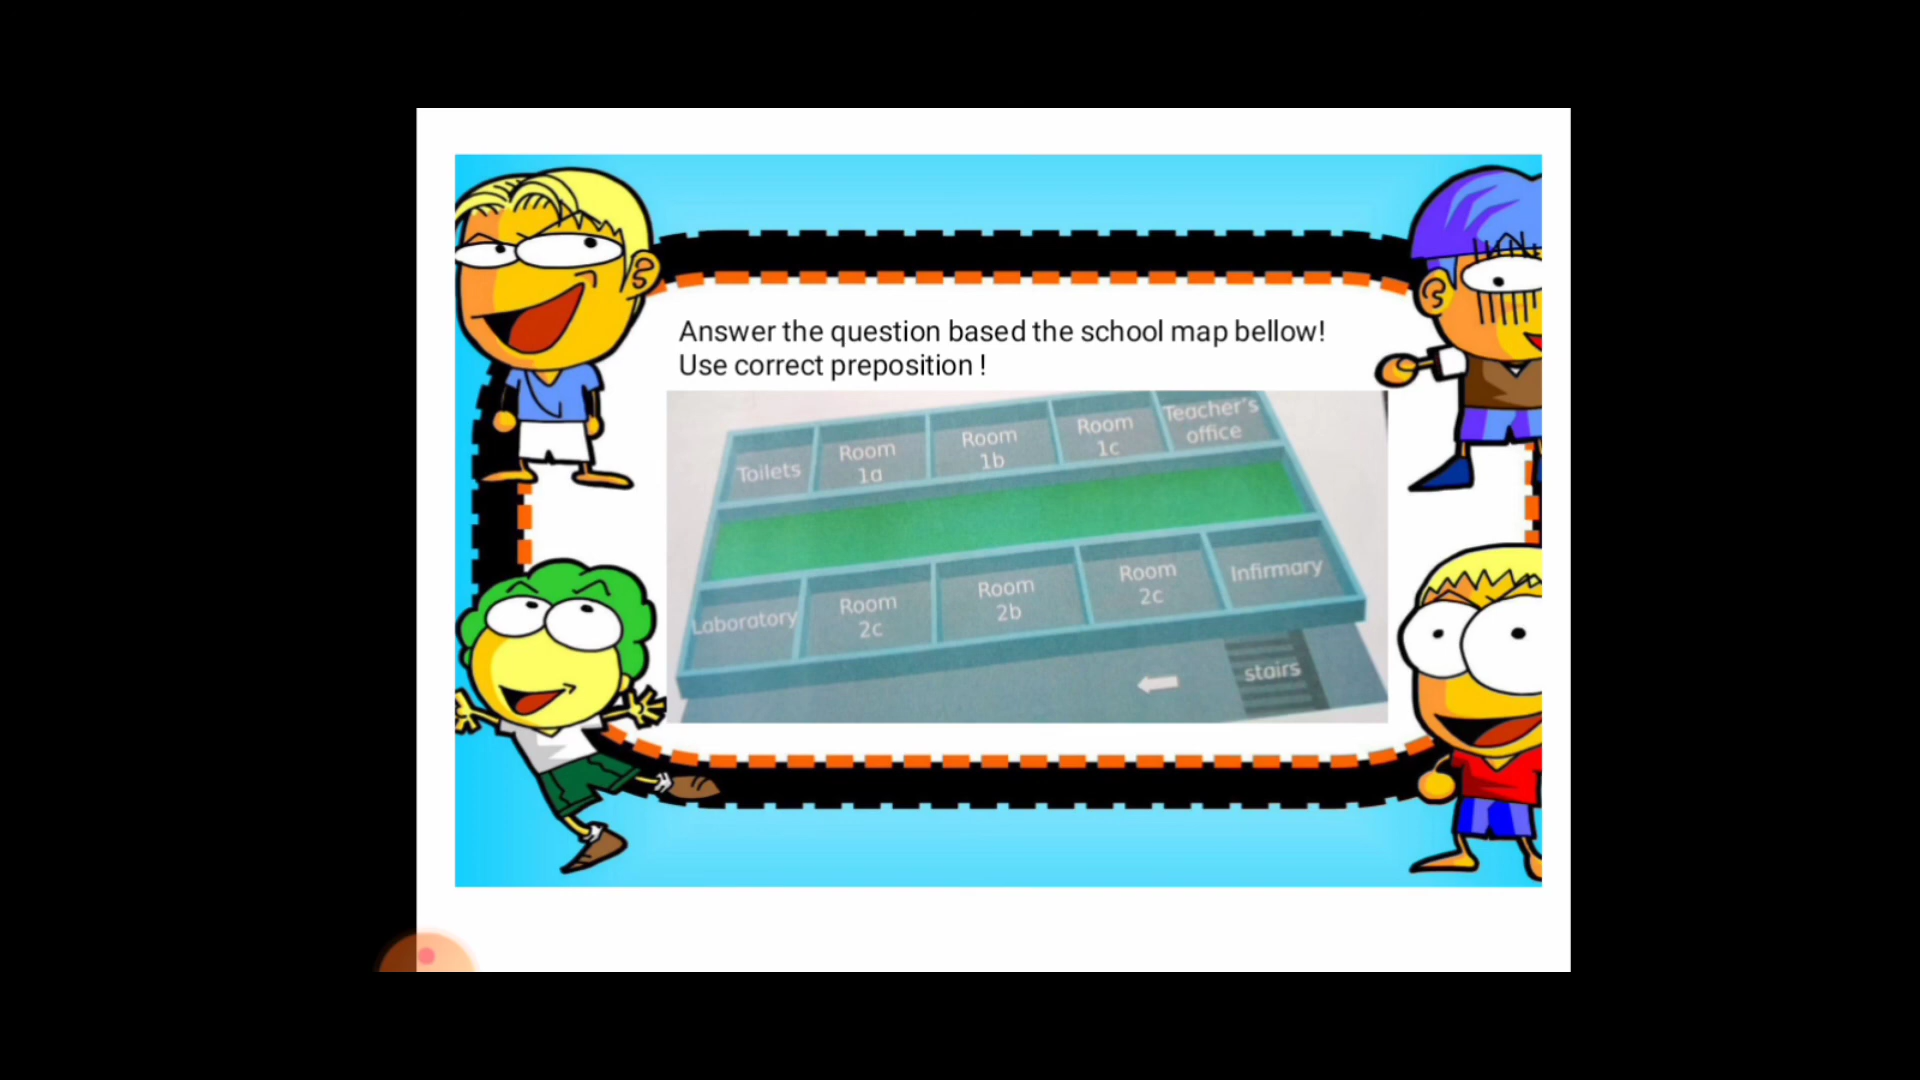 Answer the question based the school map bellow!
Use correct preposition !
Toilets
Room
1a
Room
1b
Room
1c
Teacher's
office
Laboratory
Room
2c
Room
2b
Room
2c
Infirmary
stairs